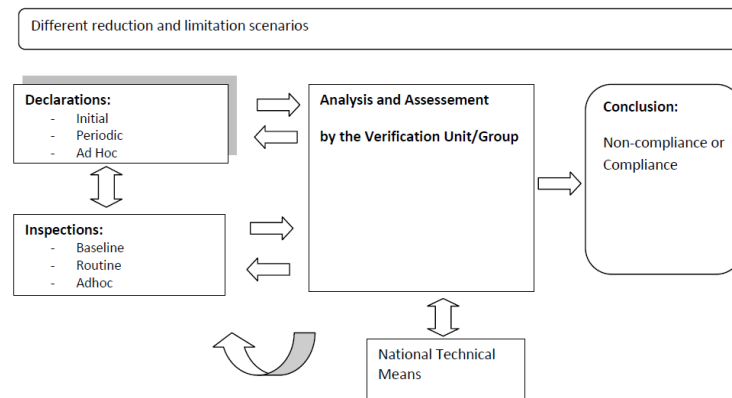 Different reduction and limitation scenarios
Declarations:
- Initial
- Periodic
- Ad Hoc
Analysis and Assessement
by the Verification Unit/Group
Conclusion:
Non-compliance or
Compliance
Inspections:
- Baseline
- Routine
- Adhoc
National Technical
Means